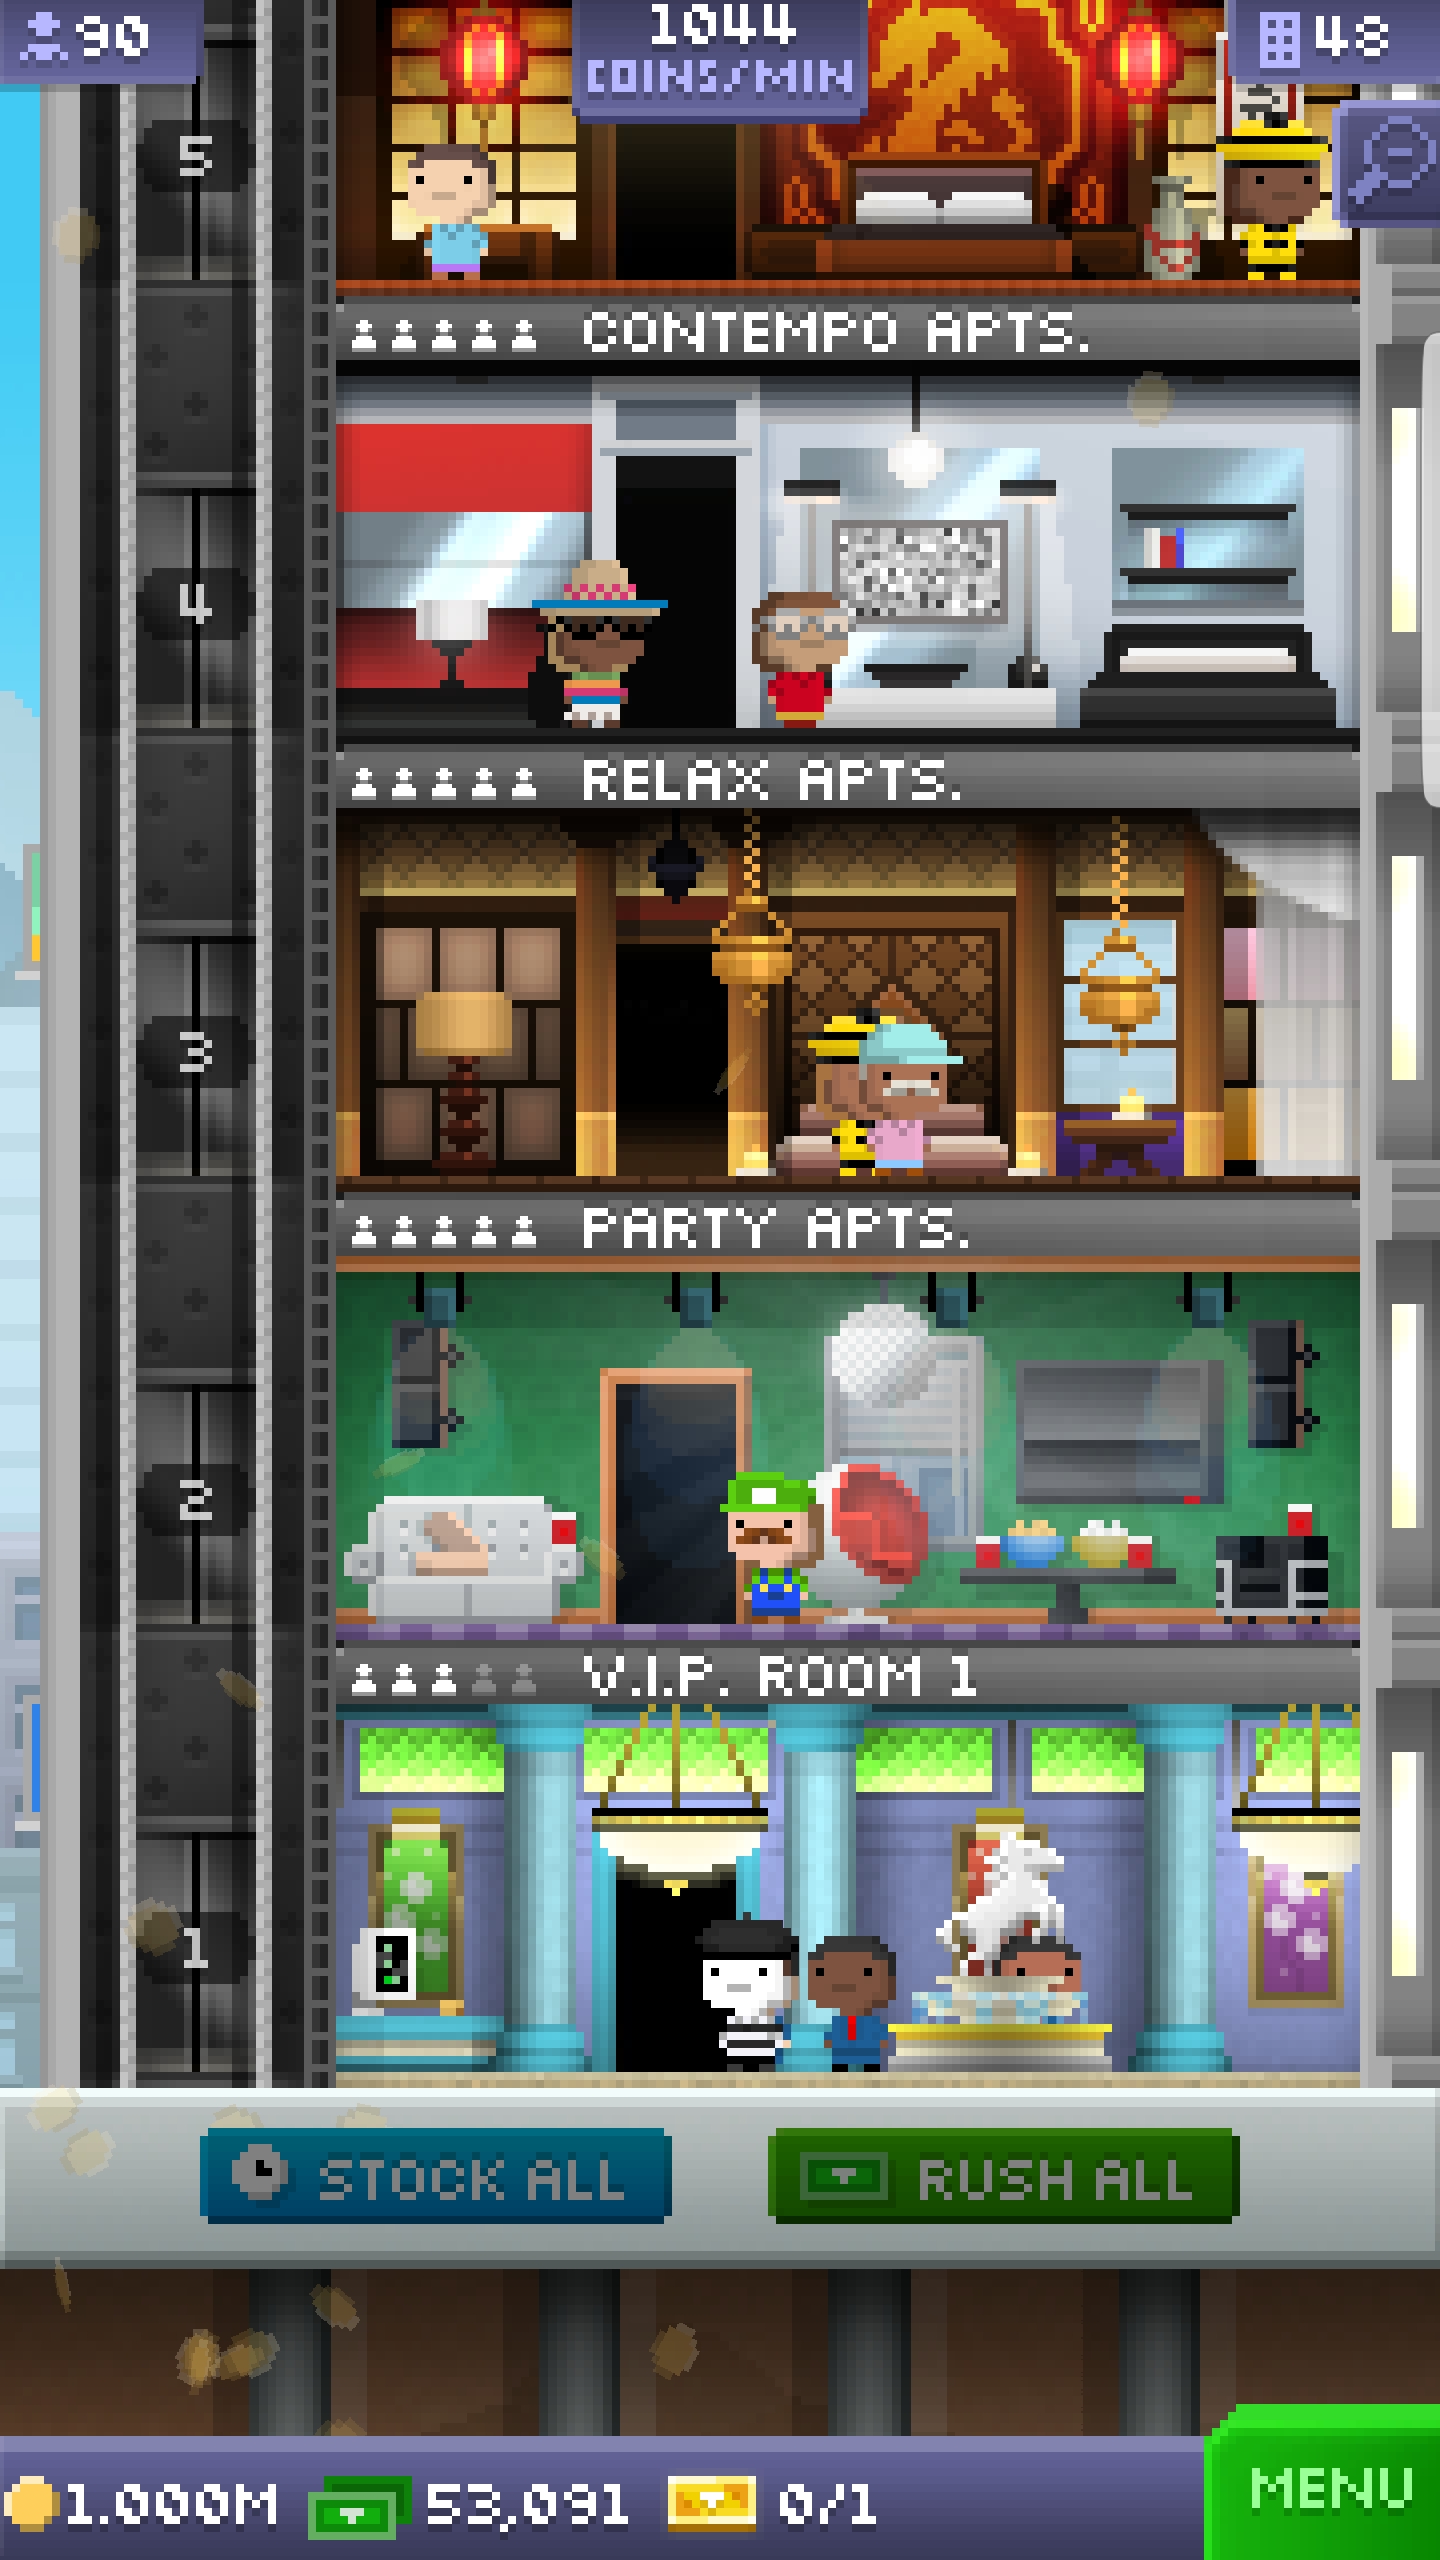 90
1044
COINS/MIN
48
5
CONTEMPO APTS.
4
RELAX APTS.
3
PARTY APTS.
2
V.I.P. ROOM 1
1
STOCK ALL
RUSH ALL
1.000M
53,091
0/1
MENU